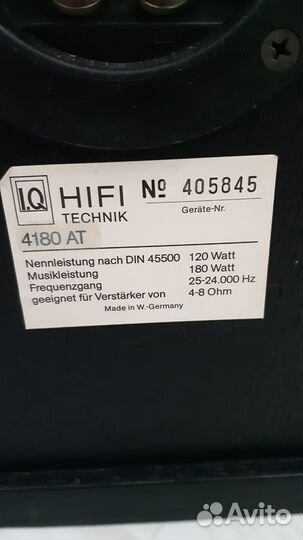 I.Q HIFI TECHNIK Nº 405845
Geräte-Nr.
4180 AT
Nennleistung nach DIN 45500 120 Watt
Musikleistung 180 Watt
Frequenzgang 25-24.000 Hz
geeignet für Verstärker von 4-8 Ohm
Made in W.-Germany
Avito